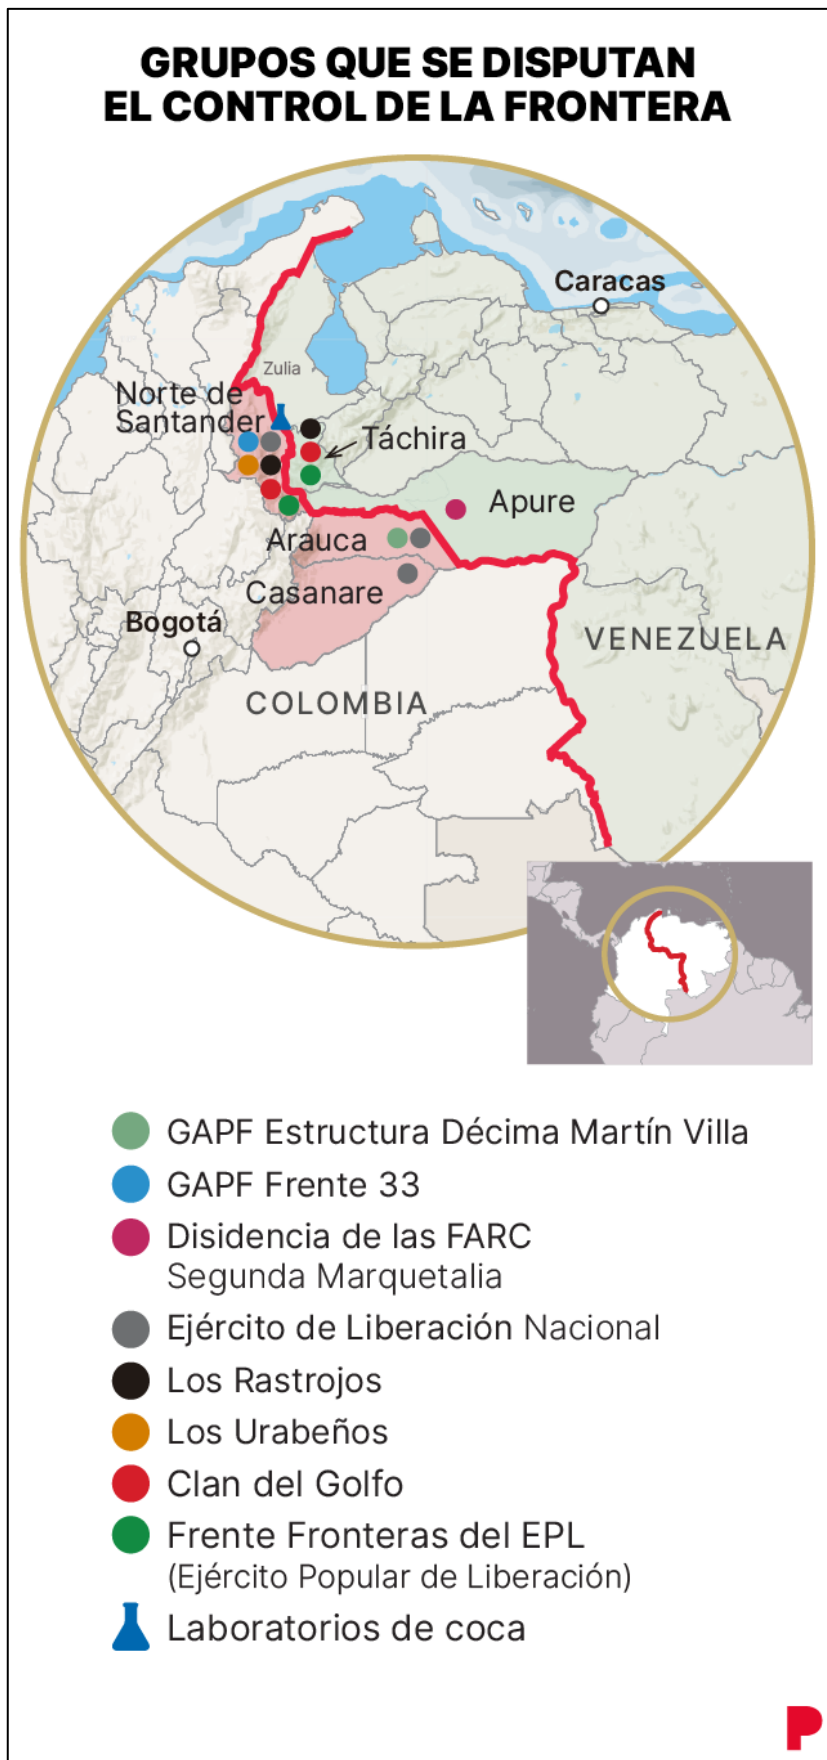 GRUPOS QUE SE DISPUTAN
EL CONTROL DE LA FRONTERA
Caracas
Zulia
Norte de
Santander
Táchira
Apure
Arauca
Casanare
Bogotá
VENEZUELA
COLOMBIA
GAPF Estructura Décima Martín Villa
GAPF Frente 33
Disidencia de las FARC
Segunda Marquetalia
Ejército de Liberación Nacional
Los Rastrojos
Los Urabeños
Clan del Golfo
Frente Fronteras del EPL
(Ejército Popular de Liberación)
Laboratorios de coca
P